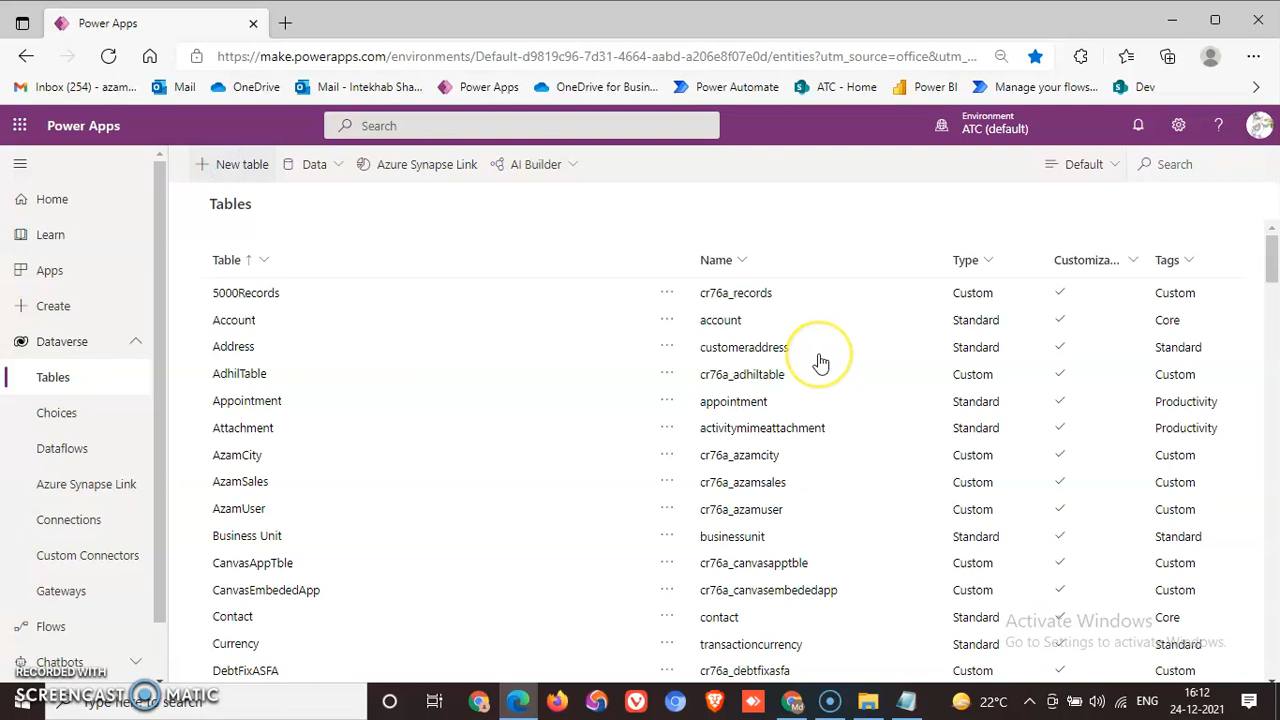 Power Apps
https://make.powerapps.com/environments/Default-d9819c96-7d31-4664-aabd-a206e8f07e0d/entities?utm_source=office&utm_...
Inbox (254) - azam... Mail OneDrive Mail - Intekhab Sha... Power Apps OneDrive for Busin... Power Automate ATC - Home Power BI Manage your flows... Dev
Power Apps Search Environment
ATC (default)
New table Data Azure Synapse Link AI Builder Default Search
Home
Learn
Apps
Create
Dataverse
Tables
Choices
Dataflows
Azure Synapse Link
Connections
Custom Connectors
Gateways
Flows
Chatbots
Tables
Table Name Type Customiza... Tags
5000Records cr76a_records Custom Custom
Account account Standard Core
Address customeraddress Standard Standard
AdhilTable cr76a_adhiltable Custom Custom
Appointment appointment Standard Productivity
Attachment activitymimeattachment Standard Productivity
AzamCity cr76a_azamcity Custom Custom
AzamSales cr76a_azamsales Custom Custom
AzamUser cr76a_azamuser Custom Custom
Business Unit businessunit Standard Standard
CanvasAppTble cr76a_canvasapptble Custom Custom
CanvasEmbededApp cr76a_canvasembededapp Custom Custom
Contact contact Standard Core
Currency transactioncurrency Standard Standard
DebtFixASFA cr76a_debtfixasfa Custom Custom
Activate Windows
Go to Settings to activate Windows.
RECORDED WITH
SCREENCAST MATIC
Type here to search
22°C ENG 16:12
24-12-2021